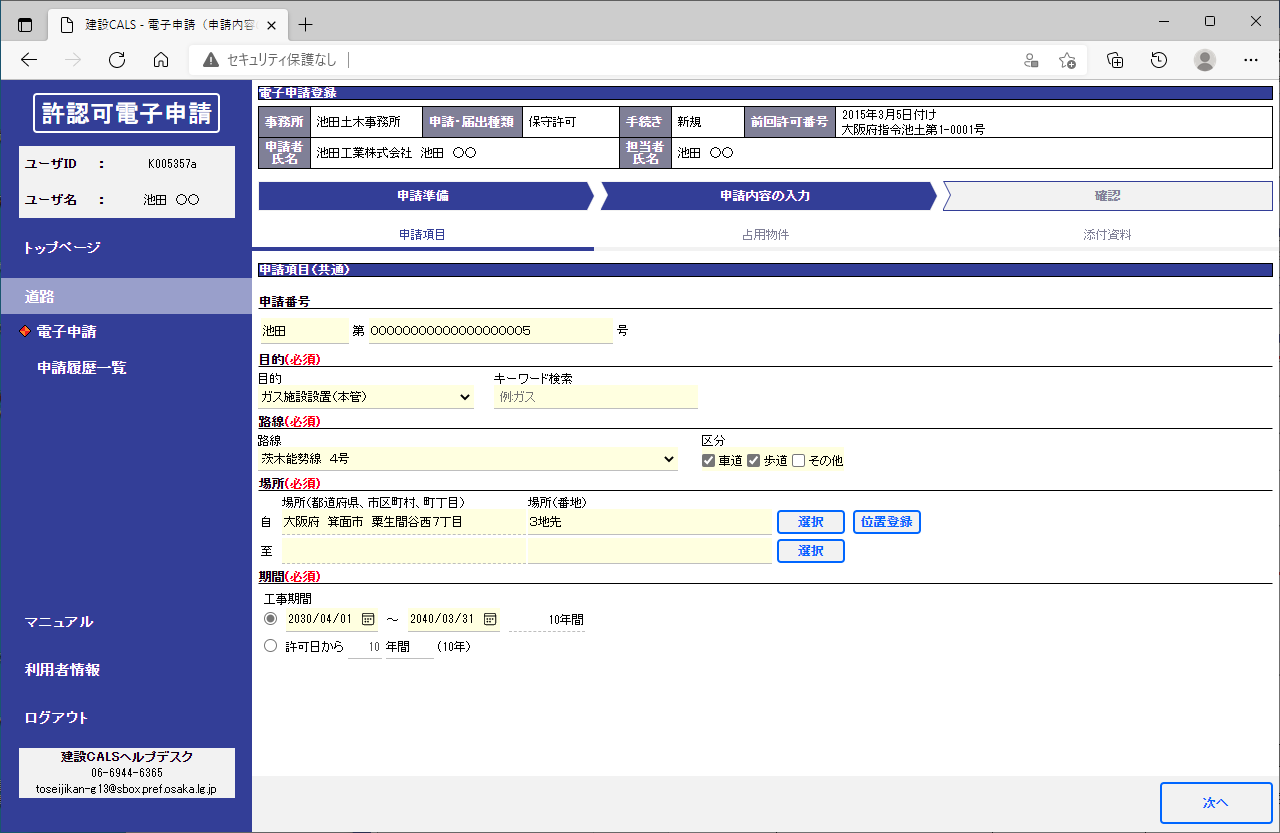 建設CALS - 電子申請（申請内容
セキュリティ保護なし
許認可電子申請
ユーザID ： K005357a
ユーザ名 ： 池田 〇〇
トップページ
道路
電子申請
申請履歴一覧
マニュアル
利用者情報
ログアウト
建設CALSヘルプデスク
06-6944-6365
toseijikan-g13@sbox.pref.osaka.lg.jp
電子申請登録
事務所 池田土木事務所 申請・届出種類 保守許可 手続き 新規 前回許可番号 2015年3月5日付け
大阪府指令池土第1-0001号
申請者氏名 池田工業株式会社 池田 〇〇 担当者氏名 池田 〇〇
申請準備 申請内容の入力 確認
申請項目 占用物件 添付資料
申請項目（共通）
申請番号
池田 第 00000000000000000005 号
目的(必須)
目的 キーワード検索
ガス施設設置（本管） 例:ガス
路線(必須)
路線 区分
茨木能勢線 4号 車道 歩道 その他
場所(必須)
場所（都道府県、市区町村、町丁目） 場所（番地）
自 大阪府 箕面市 粟生間谷西７丁目 3地先 選択 位置登録
至 選択
期間(必須)
工事期間
2030/04/01 ～ 2040/03/31 10年間
許可日から 10 年間 （10年）
次へ